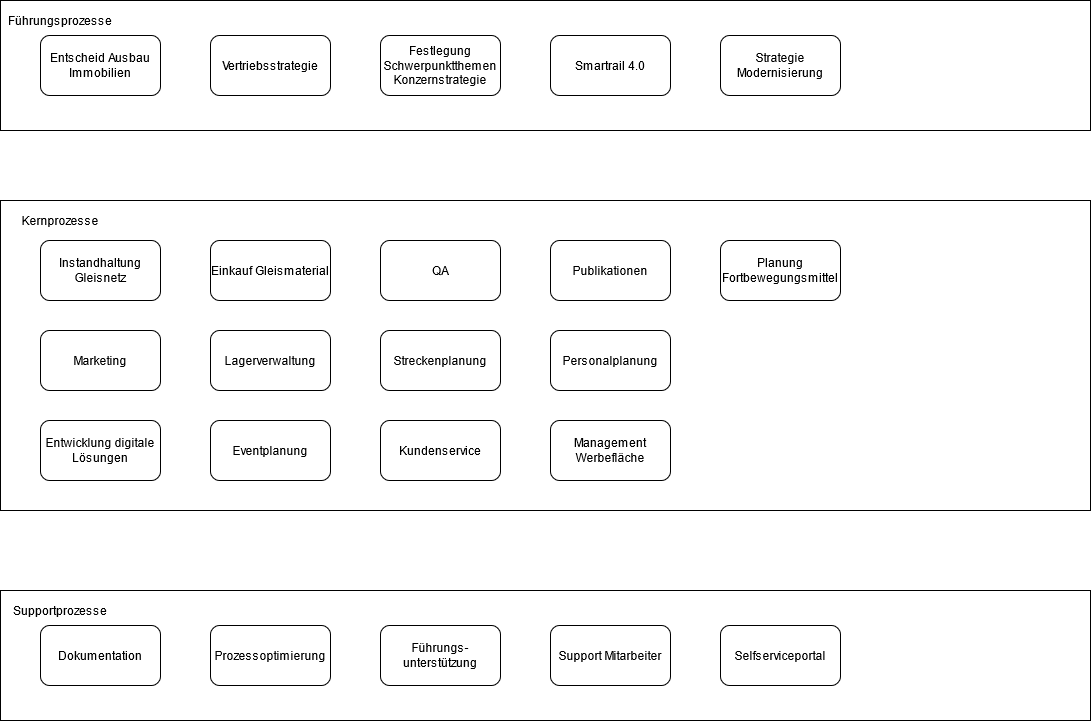 Führungsprozesse
Entscheid Ausbau
Immobilien
Vertriebsstrategie
Festlegung
Schwerpunktthemen
Konzernstrategie
Smartrail 4.0
Strategie
Modernisierung
Kernprozesse
Instandhaltung
Gleisnetz
Einkauf Gleismaterial
QA
Publikationen
Planung
Fortbewegungsmittel
Marketing
Lagerverwaltung
Streckenplanung
Personalplanung
Entwicklung digitale
Lösungen
Eventplanung
Kundenservice
Management
Werbefläche
Supportprozesse
Dokumentation
Prozessoptimierung
Führungs-
unterstützung
Support Mitarbeiter
Selfserviceportal